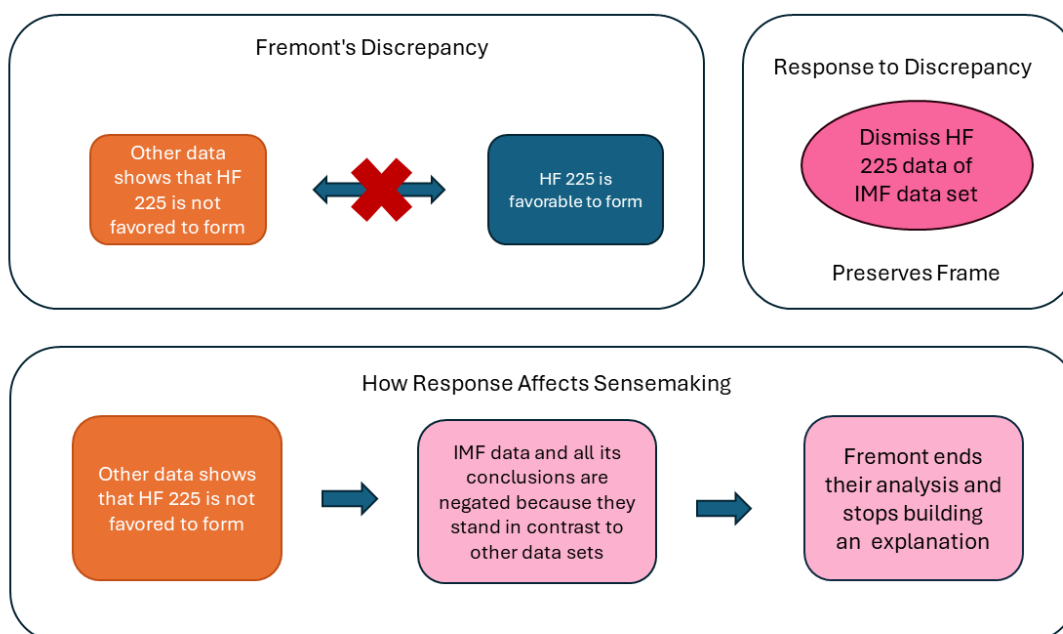 Fremont's Discrepancy
Other data
shows that HF
225 is not
favored to form
HF 225 is
favorable to form
Response to Discrepancy
Dismiss HF
225 data of
IMF data set
Preserves Frame
How Response Affects Sensemaking
Other data shows
that HF 225 is not
favored to form
IMF data and all its
conclusions are
negated because they
stand in contrast to
other data sets
Fremont ends
their analysis and
stops building
an explanation